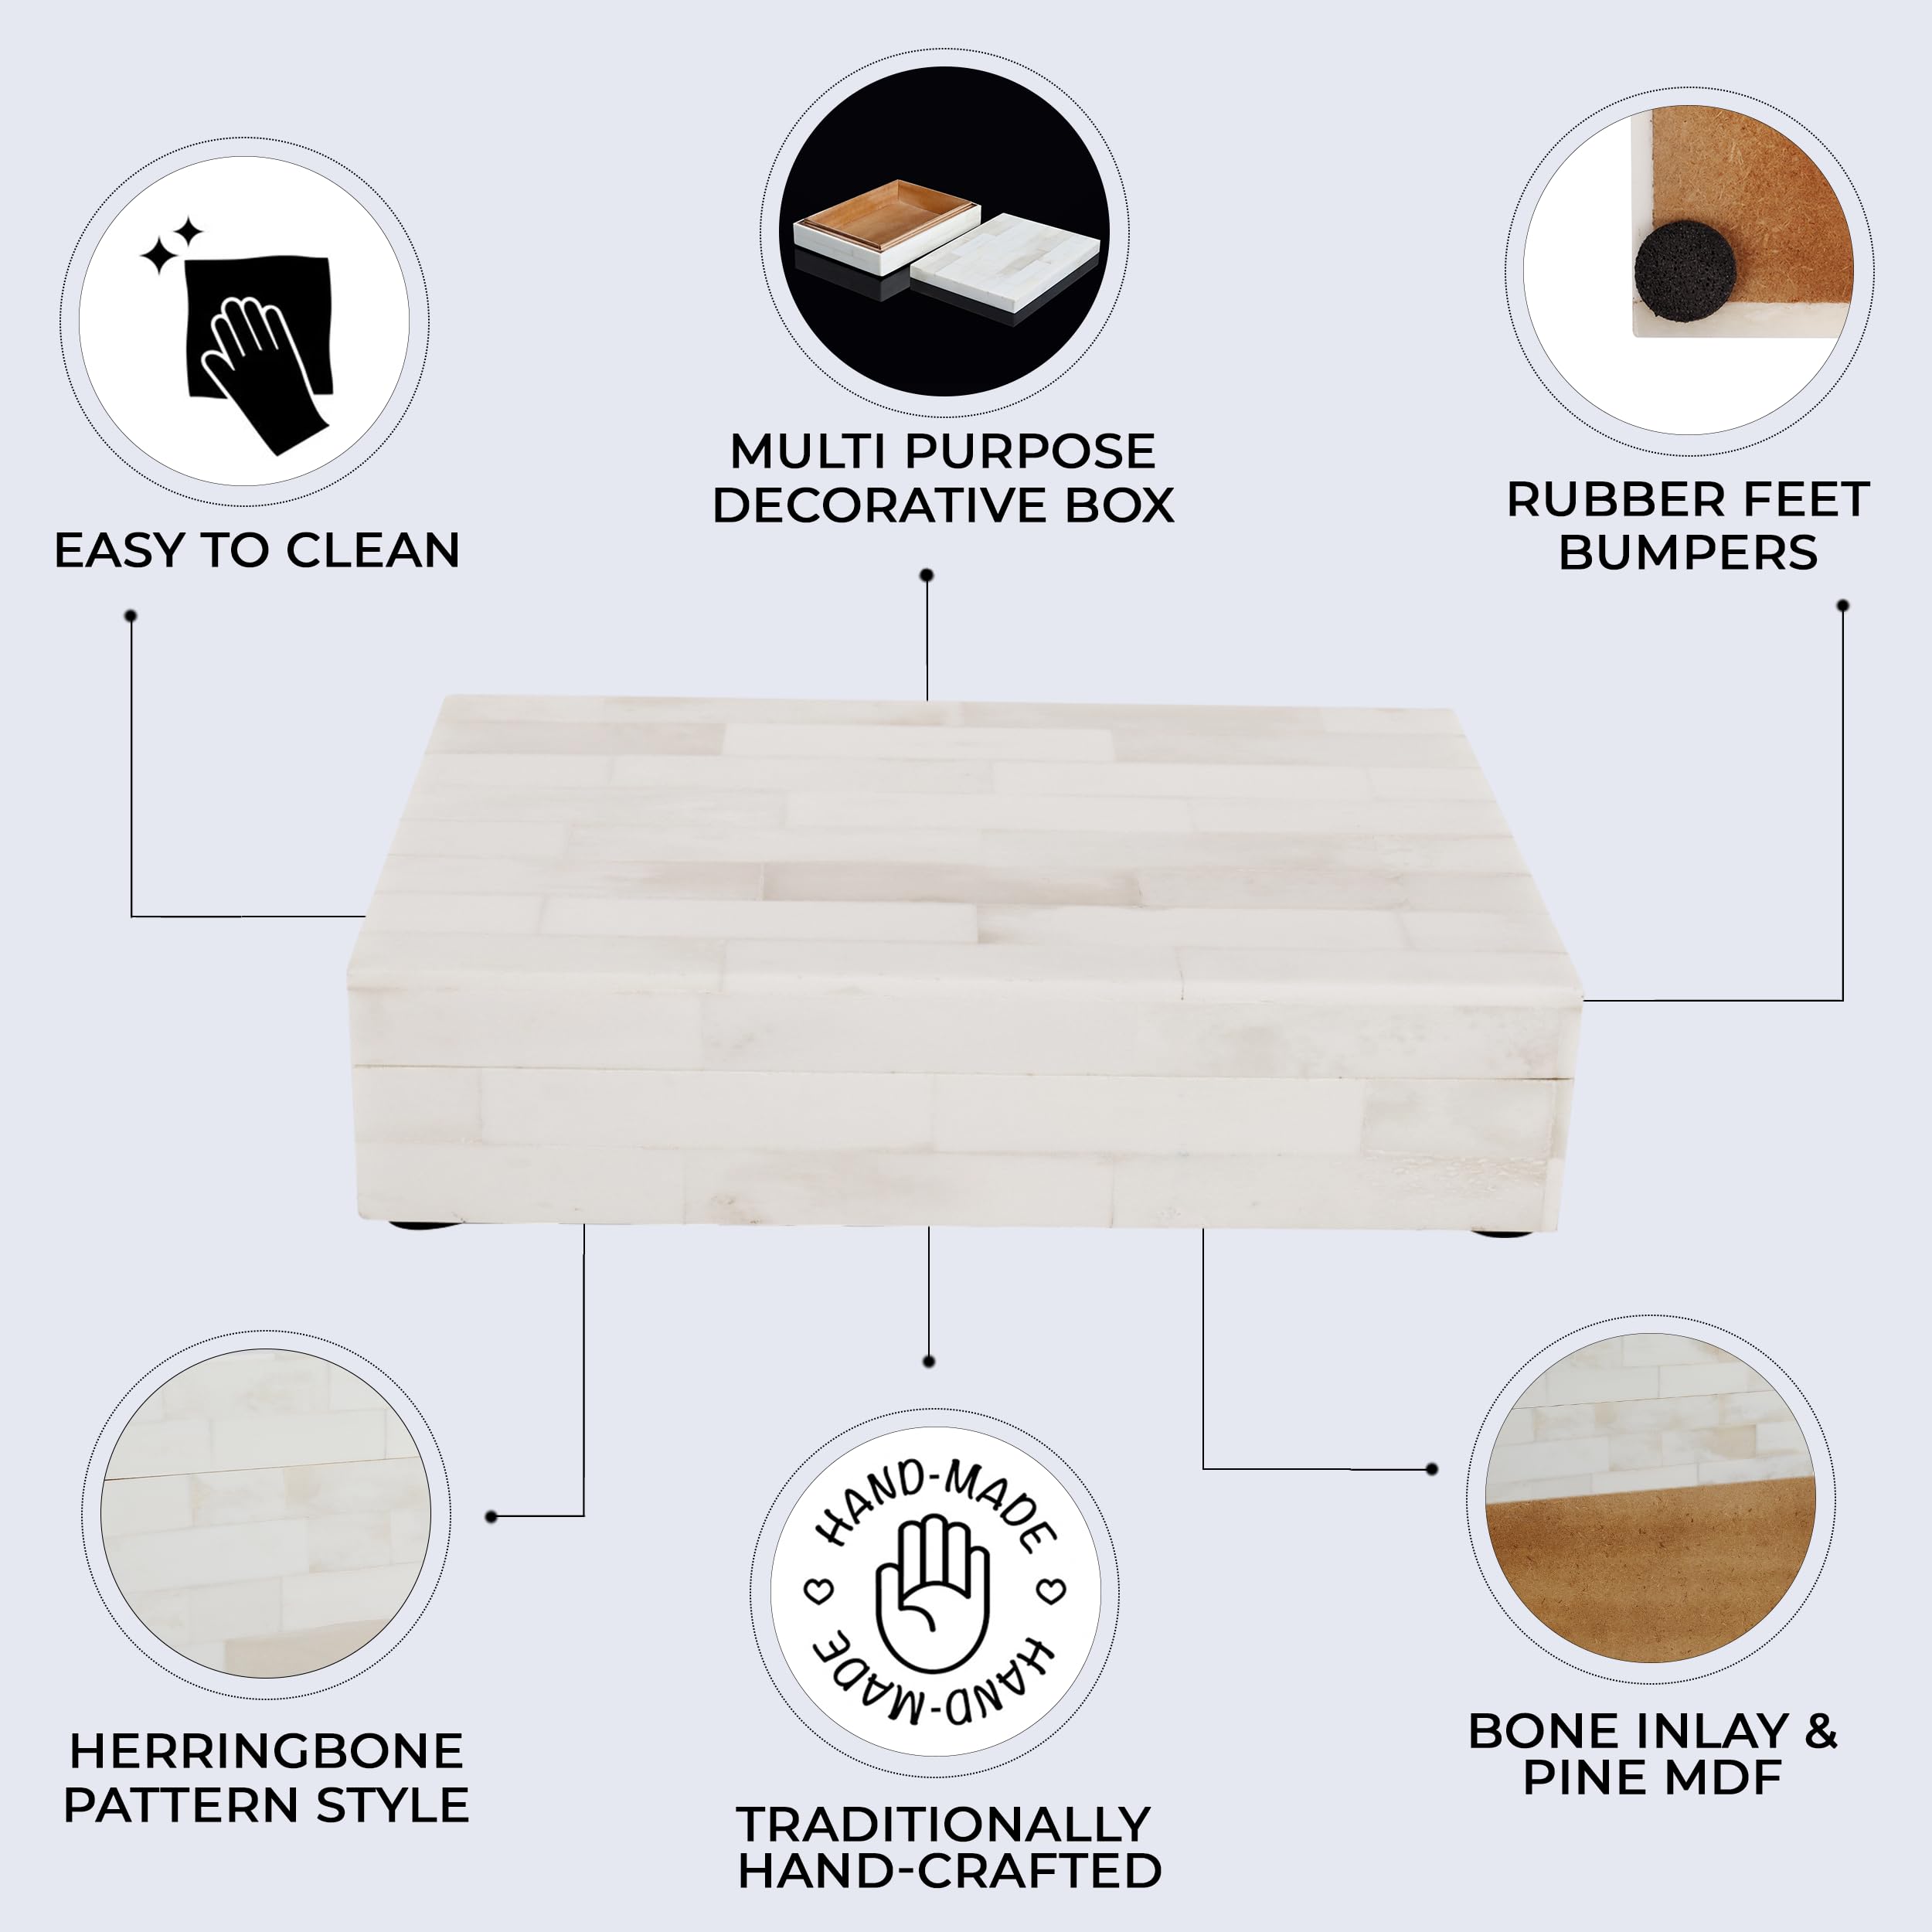 EASY TO CLEAN
MULTI PURPOSE
DECORATIVE BOX
RUBBER FEET
BUMPERS
HERRINGBONE
PATTERN STYLE
HAND-MADE
HAND-MADE
TRADITIONALLY
HAND-CRAFTED
BONE INLAY &
PINE MDF